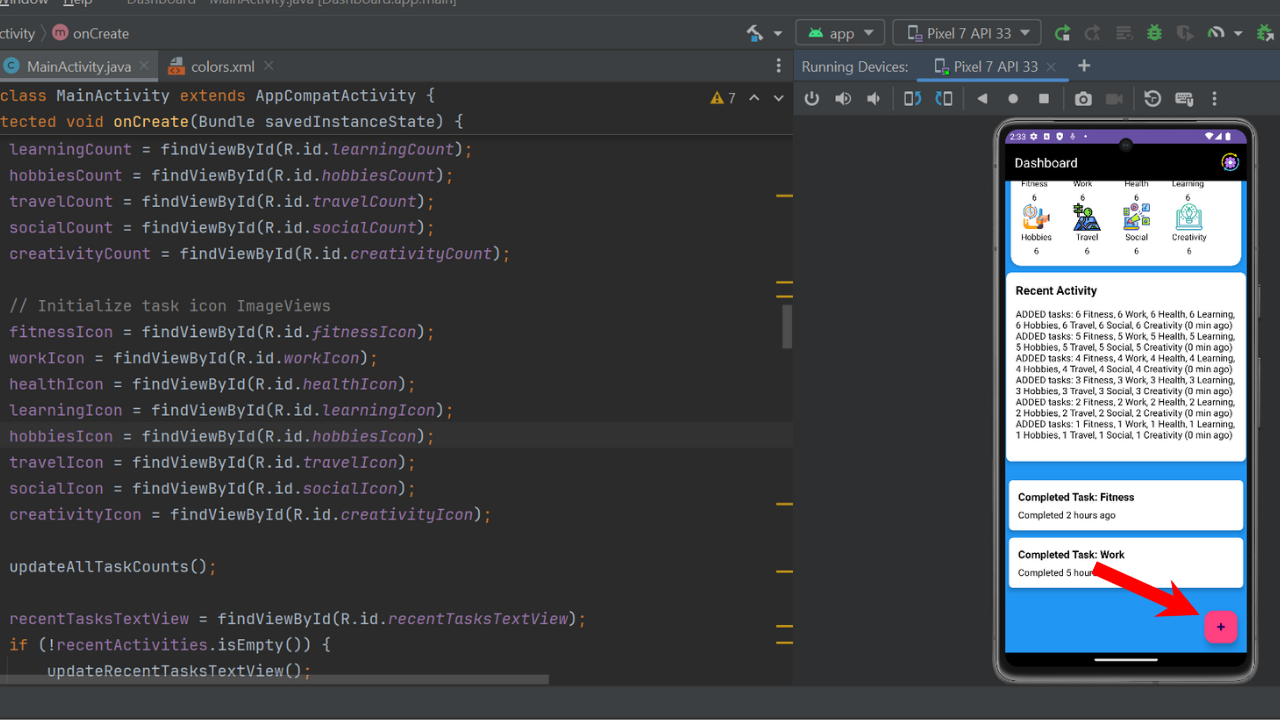 Window Help Dashboard - MainActivity.java [Dashboard.app.main]
ctivity m onCreate app Pixel 7 API 33
C MainActivity.java colors.xml Running Devices: Pixel 7 API 33
class MainActivity extends AppCompatActivity { 7
tected void onCreate(Bundle savedInstanceState) {
learningCount = findViewById(R.id.learningCount);
hobbiesCount = findViewById(R.id.hobbiesCount);
travelCount = findViewById(R.id.travelCount);
socialCount = findViewById(R.id.socialCount);
creativityCount = findViewById(R.id.creativityCount);
// Initialize task icon ImageViews
fitnessIcon = findViewById(R.id.fitnessIcon);
workIcon = findViewById(R.id.workIcon);
healthIcon = findViewById(R.id.healthIcon);
learningIcon = findViewById(R.id.learningIcon);
hobbiesIcon = findViewById(R.id.hobbiesIcon);
travelIcon = findViewById(R.id.travelIcon);
socialIcon = findViewById(R.id.socialIcon);
creativityIcon = findViewById(R.id.creativityIcon);
updateAllTaskCounts();
recentTasksTextView = findViewById(R.id.recentTasksTextView);
if (!recentActivities.isEmpty()) {
updateRecentTasksTextView();
2:33
Dashboard
Fitness Work Health Learning
6 6 6 6
Hobbies Travel Social Creativity
6 6 6 6
Recent Activity
ADDED tasks: 6 Fitness, 6 Work, 6 Health, 6 Learning,
6 Hobbies, 6 Travel, 6 Social, 6 Creativity (0 min ago)
ADDED tasks: 5 Fitness, 5 Work, 5 Health, 5 Learning,
5 Hobbies, 5 Travel, 5 Social, 5 Creativity (0 min ago)
ADDED tasks: 4 Fitness, 4 Work, 4 Health, 4 Learning,
4 Hobbies, 4 Travel, 4 Social, 4 Creativity (0 min ago)
ADDED tasks: 3 Fitness, 3 Work, 3 Health, 3 Learning,
3 Hobbies, 3 Travel, 3 Social, 3 Creativity (0 min ago)
ADDED tasks: 2 Fitness, 2 Work, 2 Health, 2 Learning,
2 Hobbies, 2 Travel, 2 Social, 2 Creativity (0 min ago)
ADDED tasks: 1 Fitness, 1 Work, 1 Health, 1 Learning,
1 Hobbies, 1 Travel, 1 Social, 1 Creativity (0 min ago)
Completed Task: Fitness
Completed 2 hours ago
Completed Task: Work
Completed 5 hour
+